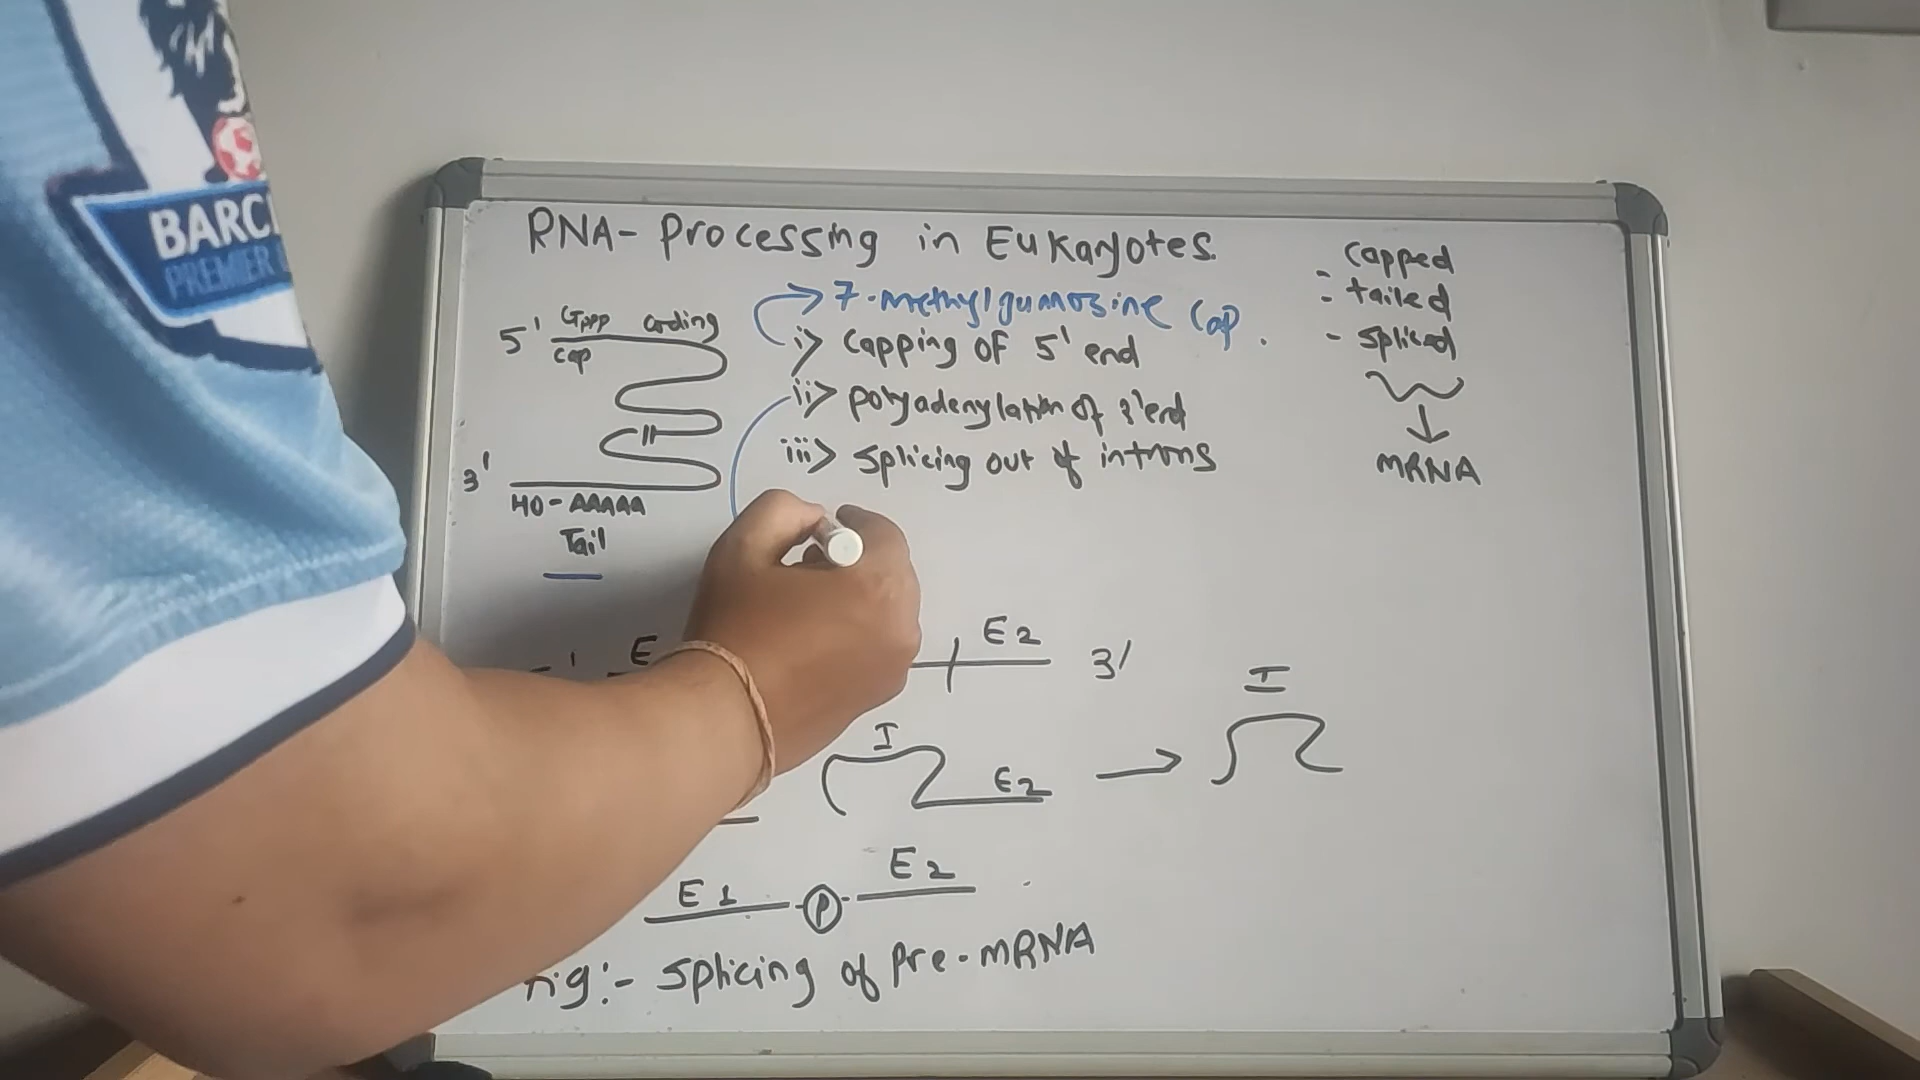 BARCL
PREMIER
RNA- Processing in Eukaryotes.
7-methylguanosine Cap.
5' Gppp coding
cap
i> Capping of 5' end
ii> polyadenylation of 3' end
iii> splicing out of introns
3'
HO-AAAAA
Tail
- Capped
- tailed
- spliced
mRNA
E
E2 3'
I
I
E2
E1 P E2
fig:- splicing of pre-mRNA